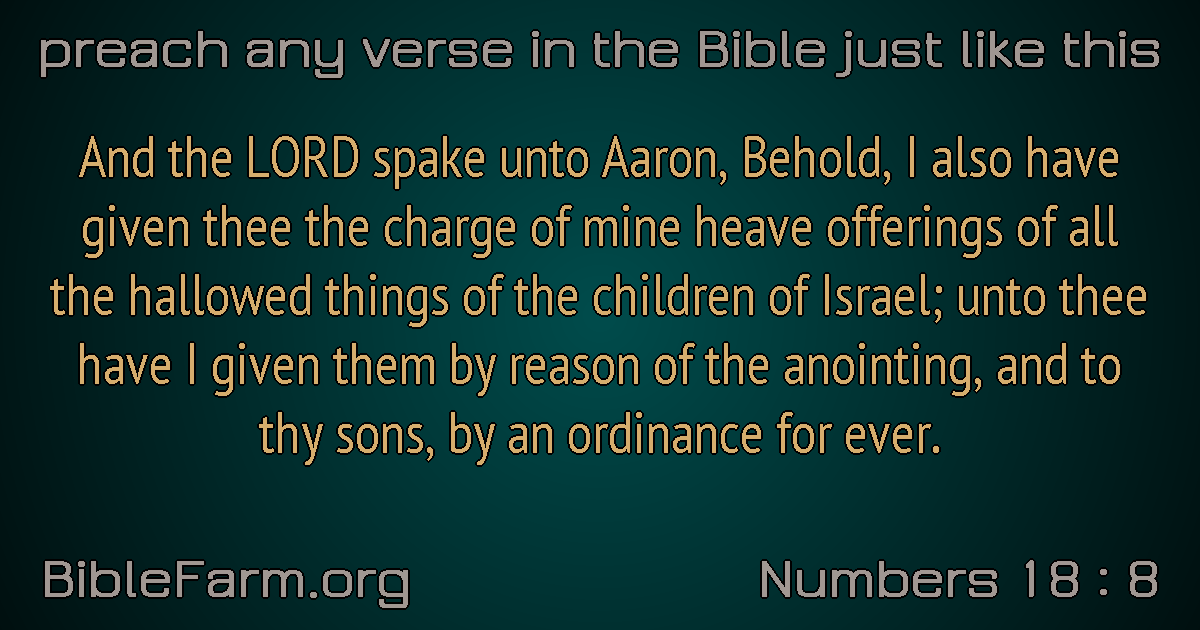 preach any verse in the Bible just like this
And the LORD spake unto Aaron, Behold, I also have
given thee the charge of mine heave offerings of all
the hallowed things of the children of Israel; unto thee
have I given them by reason of the anointing, and to
thy sons, by an ordinance for ever.
BibleFarm.org
Numbers 18 : 8